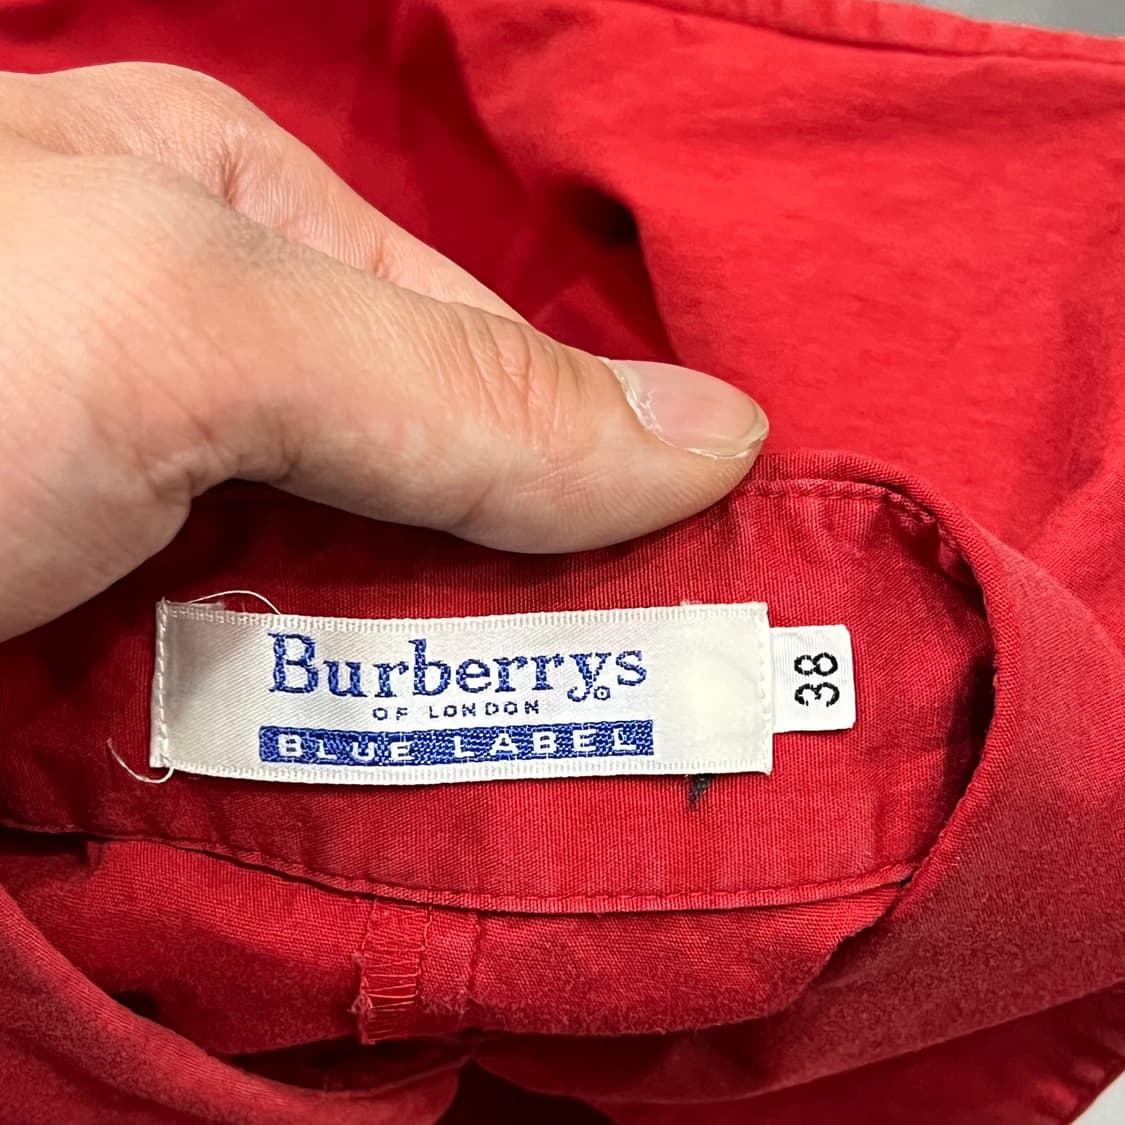 Burberrys
OF LONDON
BLUE LABEL
38